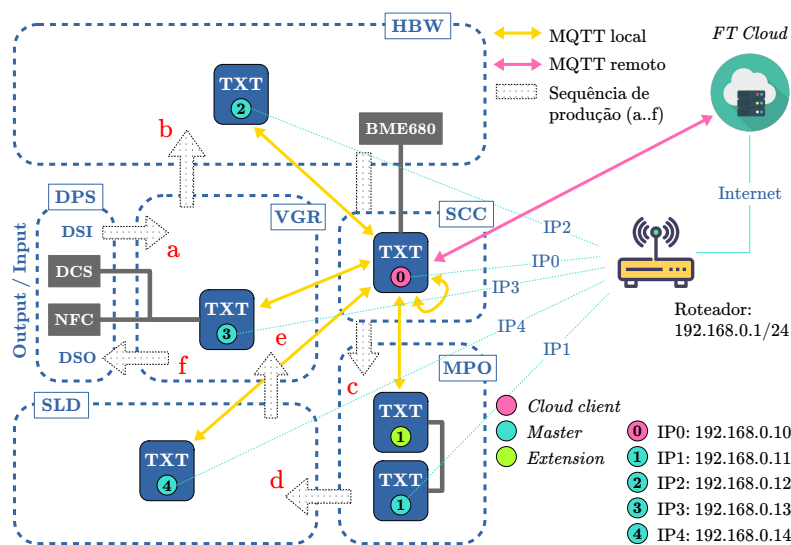 HBW
MQTT local
MQTT remoto
Sequência de
produção (a..f)
FT Cloud
TXT
2
b
BME680
Internet
DPS
VGR
SCC
IP2
DSI
a
TXT
0
IP0
Output / Input
DCS
IP3
TXT
3
NFC
IP4
Roteador:
192.168.0.1/24
DSO
f
e
IP1
c
MPO
SLD
TXT
1
Cloud client
Master
Extension
TXT
4
d
TXT
1
0 IP0: 192.168.0.10
1 IP1: 192.168.0.11
2 IP2: 192.168.0.12
3 IP3: 192.168.0.13
4 IP4: 192.168.0.14